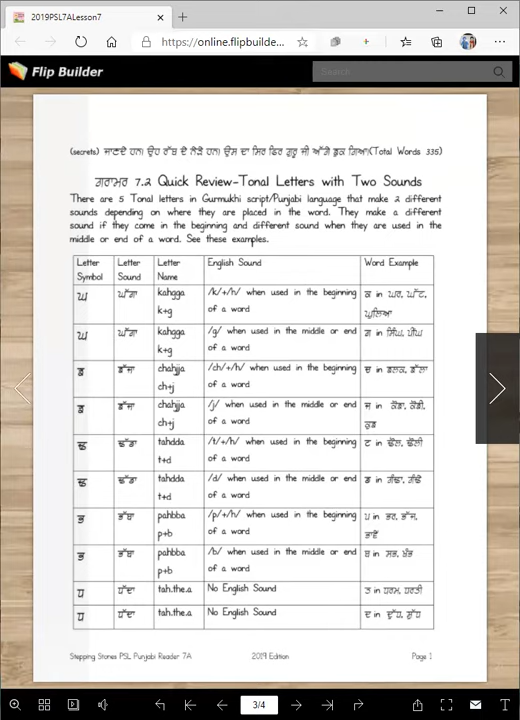 2019PSL7ALesson7
https://online.flipbuilde...
Flip Builder
Search
(secrets) ਜਾਣਦੇ ਹਨ। ਉਹ ਰੱਬ ਦੇ ਨੇੜੇ ਹਨ। ਉਸ ਦਾ ਸਿਰ ਫਿਰ ਗੁਰੂ ਜੀ ਅੱਗੇ ਝੁਕ ਗਿਆ।(Total Words 335)
ਗਰਾਮਰ 7.2 Quick Review-Tonal Letters with Two Sounds
There are 5 Tonal letters in Gurmukhi script/Punjabi language that make 2 different
sounds depending on where they are placed in the word. They make a different
sound if they come in the beginning and different sound when they are used in the
middle or end of a word. See these examples.
Letter Symbol Letter Sound Letter Name English Sound Word Example
ਘ ਘੱਗਾ kahgga k+g /k/+/h/ when used in the beginning of a word ਕ in ਘਰ, ਘੱਟ,
ਘ ਘੱਗਾ kahgga k+g /g/ when used in the middle or end of a word ਗ in ਸਿੰਘ, ਪੀਂਘ
ਝ ਝੱਜਾ chahjja ch+j /ch/+/h/ when used in the beginning of a word ਚ in ਝਲਕ, ਝੱਲਾ
ਝ ਝੱਜਾ chahjja ch+j /j/ when used in the middle or end of a word ਜ in
ਢ ਢੱਡਾ tahdda t+d /t/+/h/ when used in the beginning of a word ਟ in ਢੋਲ, ਢੋਲੀ
ਢ ਢੱਡਾ tahdda t+d /d/ when used in the middle or end of a word ਡ in ਗੰਢਾ, ਗੰਢੇ
ਭ ਭੱਬਾ pahbba p+b /p/+/h/ when used in the beginning of a word ਪ in ਭਰ, ਭੱਜ, ਭਾਵੇਂ
ਭ ਭੱਬਾ pahbba p+b /b/ when used in the middle or end of a word ਬ in ਸਭ, ਖੱਭ
ਧ ਧੱਦਾ tah.the.a No English Sound ਤ in ਧਰਮ, ਧਰਤੀ
ਧ ਧੱਦਾ tah.the.a No English Sound ਦ in ਦੁੱਧ, ਸ਼ੁੱਧ
Stepping Stones PSL Punjabi Reader 7A 2019 Edition Page 1
3/4